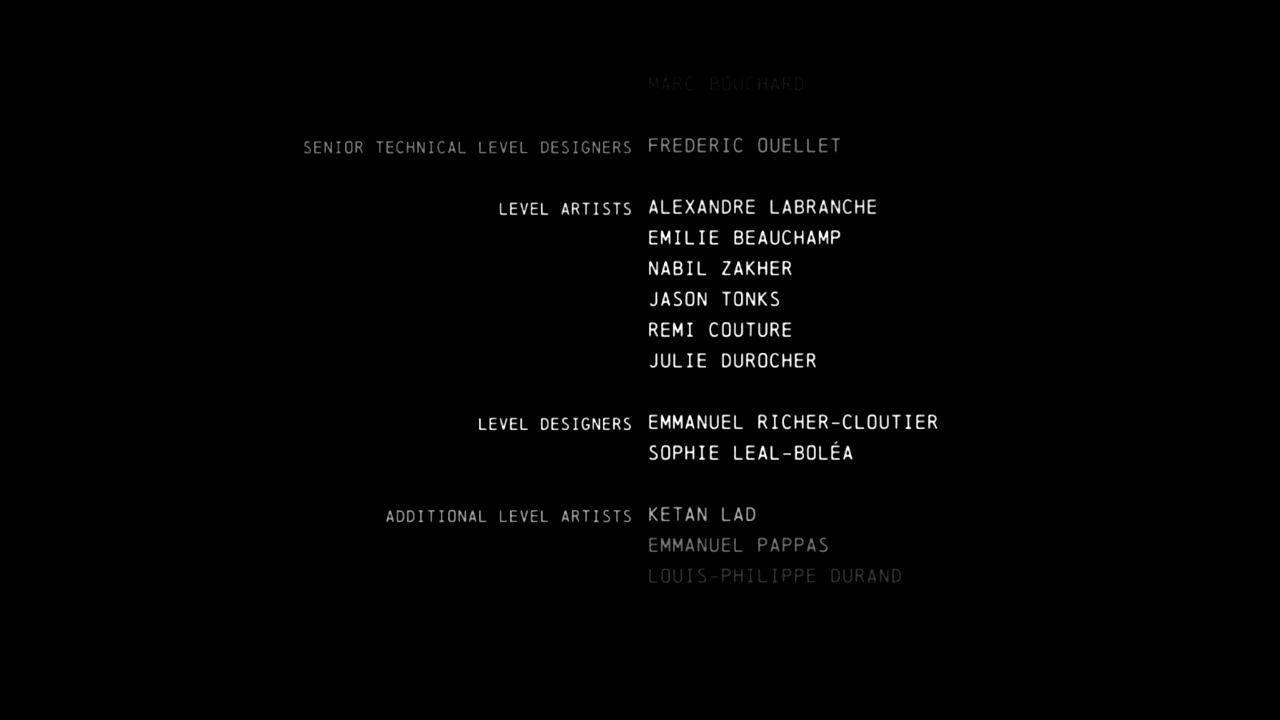 MARC BOUCHARD
SENIOR TECHNICAL LEVEL DESIGNERS FREDERIC OUELLET
LEVEL ARTISTS ALEXANDRE LABRANCHE
EMILIE BEAUCHAMP
NABIL ZAKHER
JASON TONKS
REMI COUTURE
JULIE DUROCHER
LEVEL DESIGNERS EMMANUEL RICHER-CLOUTIER
SOPHIE LEAL-BOLÉA
ADDITIONAL LEVEL ARTISTS KETAN LAD
EMMANUEL PAPPAS
LOUIS-PHILIPPE DURAND